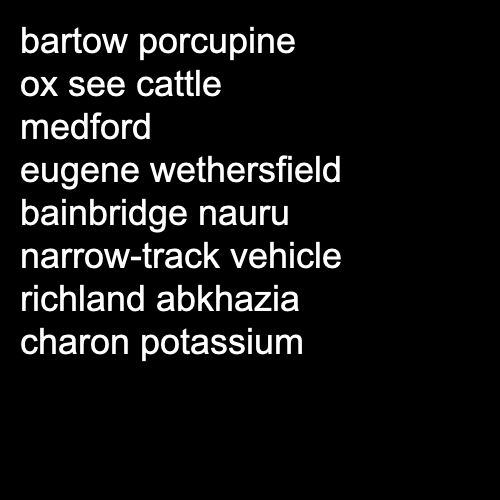 bartow porcupine
ox see cattle
medford
eugene wethersfield
bainbridge nauru
narrow-track vehicle
richland abkhazia
charon potassium